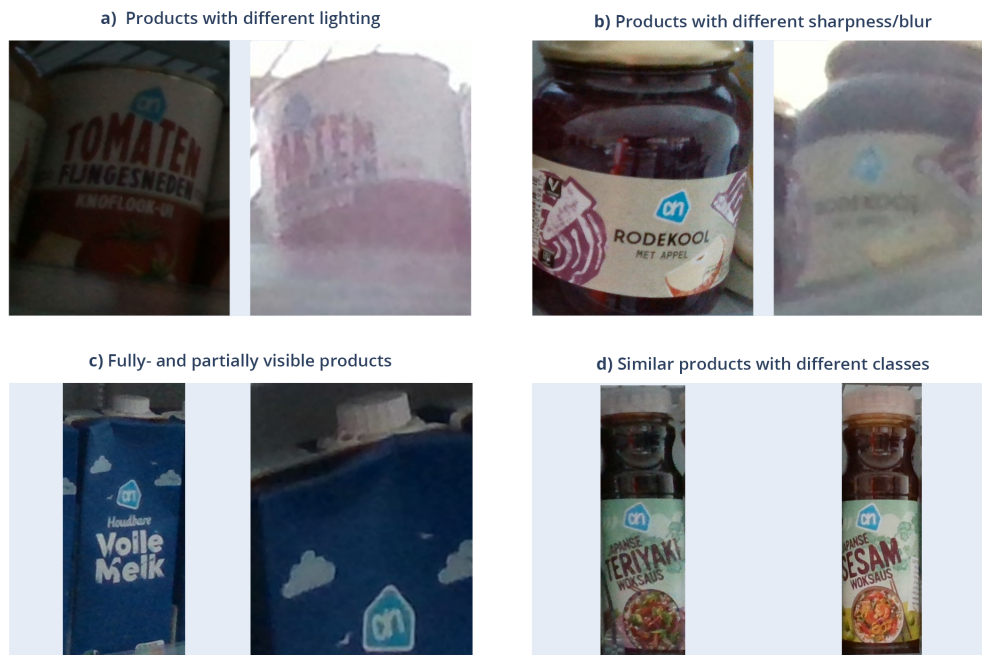 a) Products with different lighting
b) Products with different sharpness/blur
ah
TOMATEN
FIJNGESNEDEN
KNOFLOOK-UI
ah
RODEKOOL
MET APPEL
c) Fully- and partially visible products
d) Similar products with different classes
ah
Houdbare
Volle
Melk
ah
ah
JAPANSE
TERIYAKI
WOKSAUS
ah
JAPANSE
SESAM
WOKSAUS